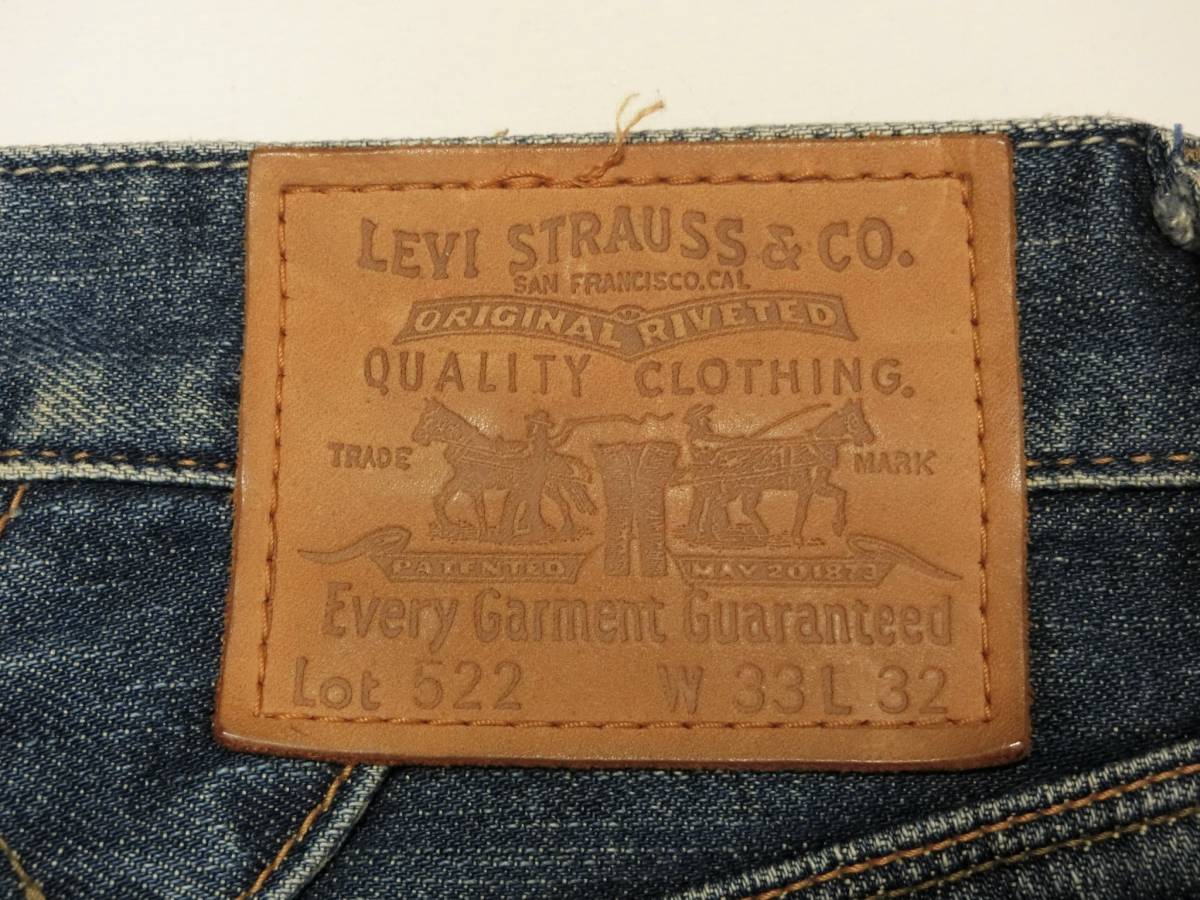 LEVI STRAUSS & CO.
SAN FRANCISCO, CAL
ORIGINAL RIVETED
QUALITY CLOTHING.
TRADE MARK
PATENTED MAY 20 1873
Every Garment Guaranteed
Lot 522 W 33 L 32